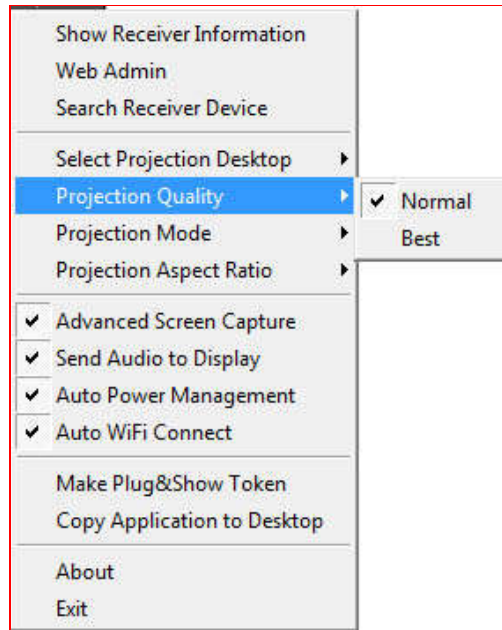 Show Receiver Information
Web Admin
Search Receiver Device
Select Projection Desktop
Projection Quality
Normal
Best
Projection Mode
Projection Aspect Ratio
Advanced Screen Capture
Send Audio to Display
Auto Power Management
Auto WiFi Connect
Make Plug&Show Token
Copy Application to Desktop
About
Exit